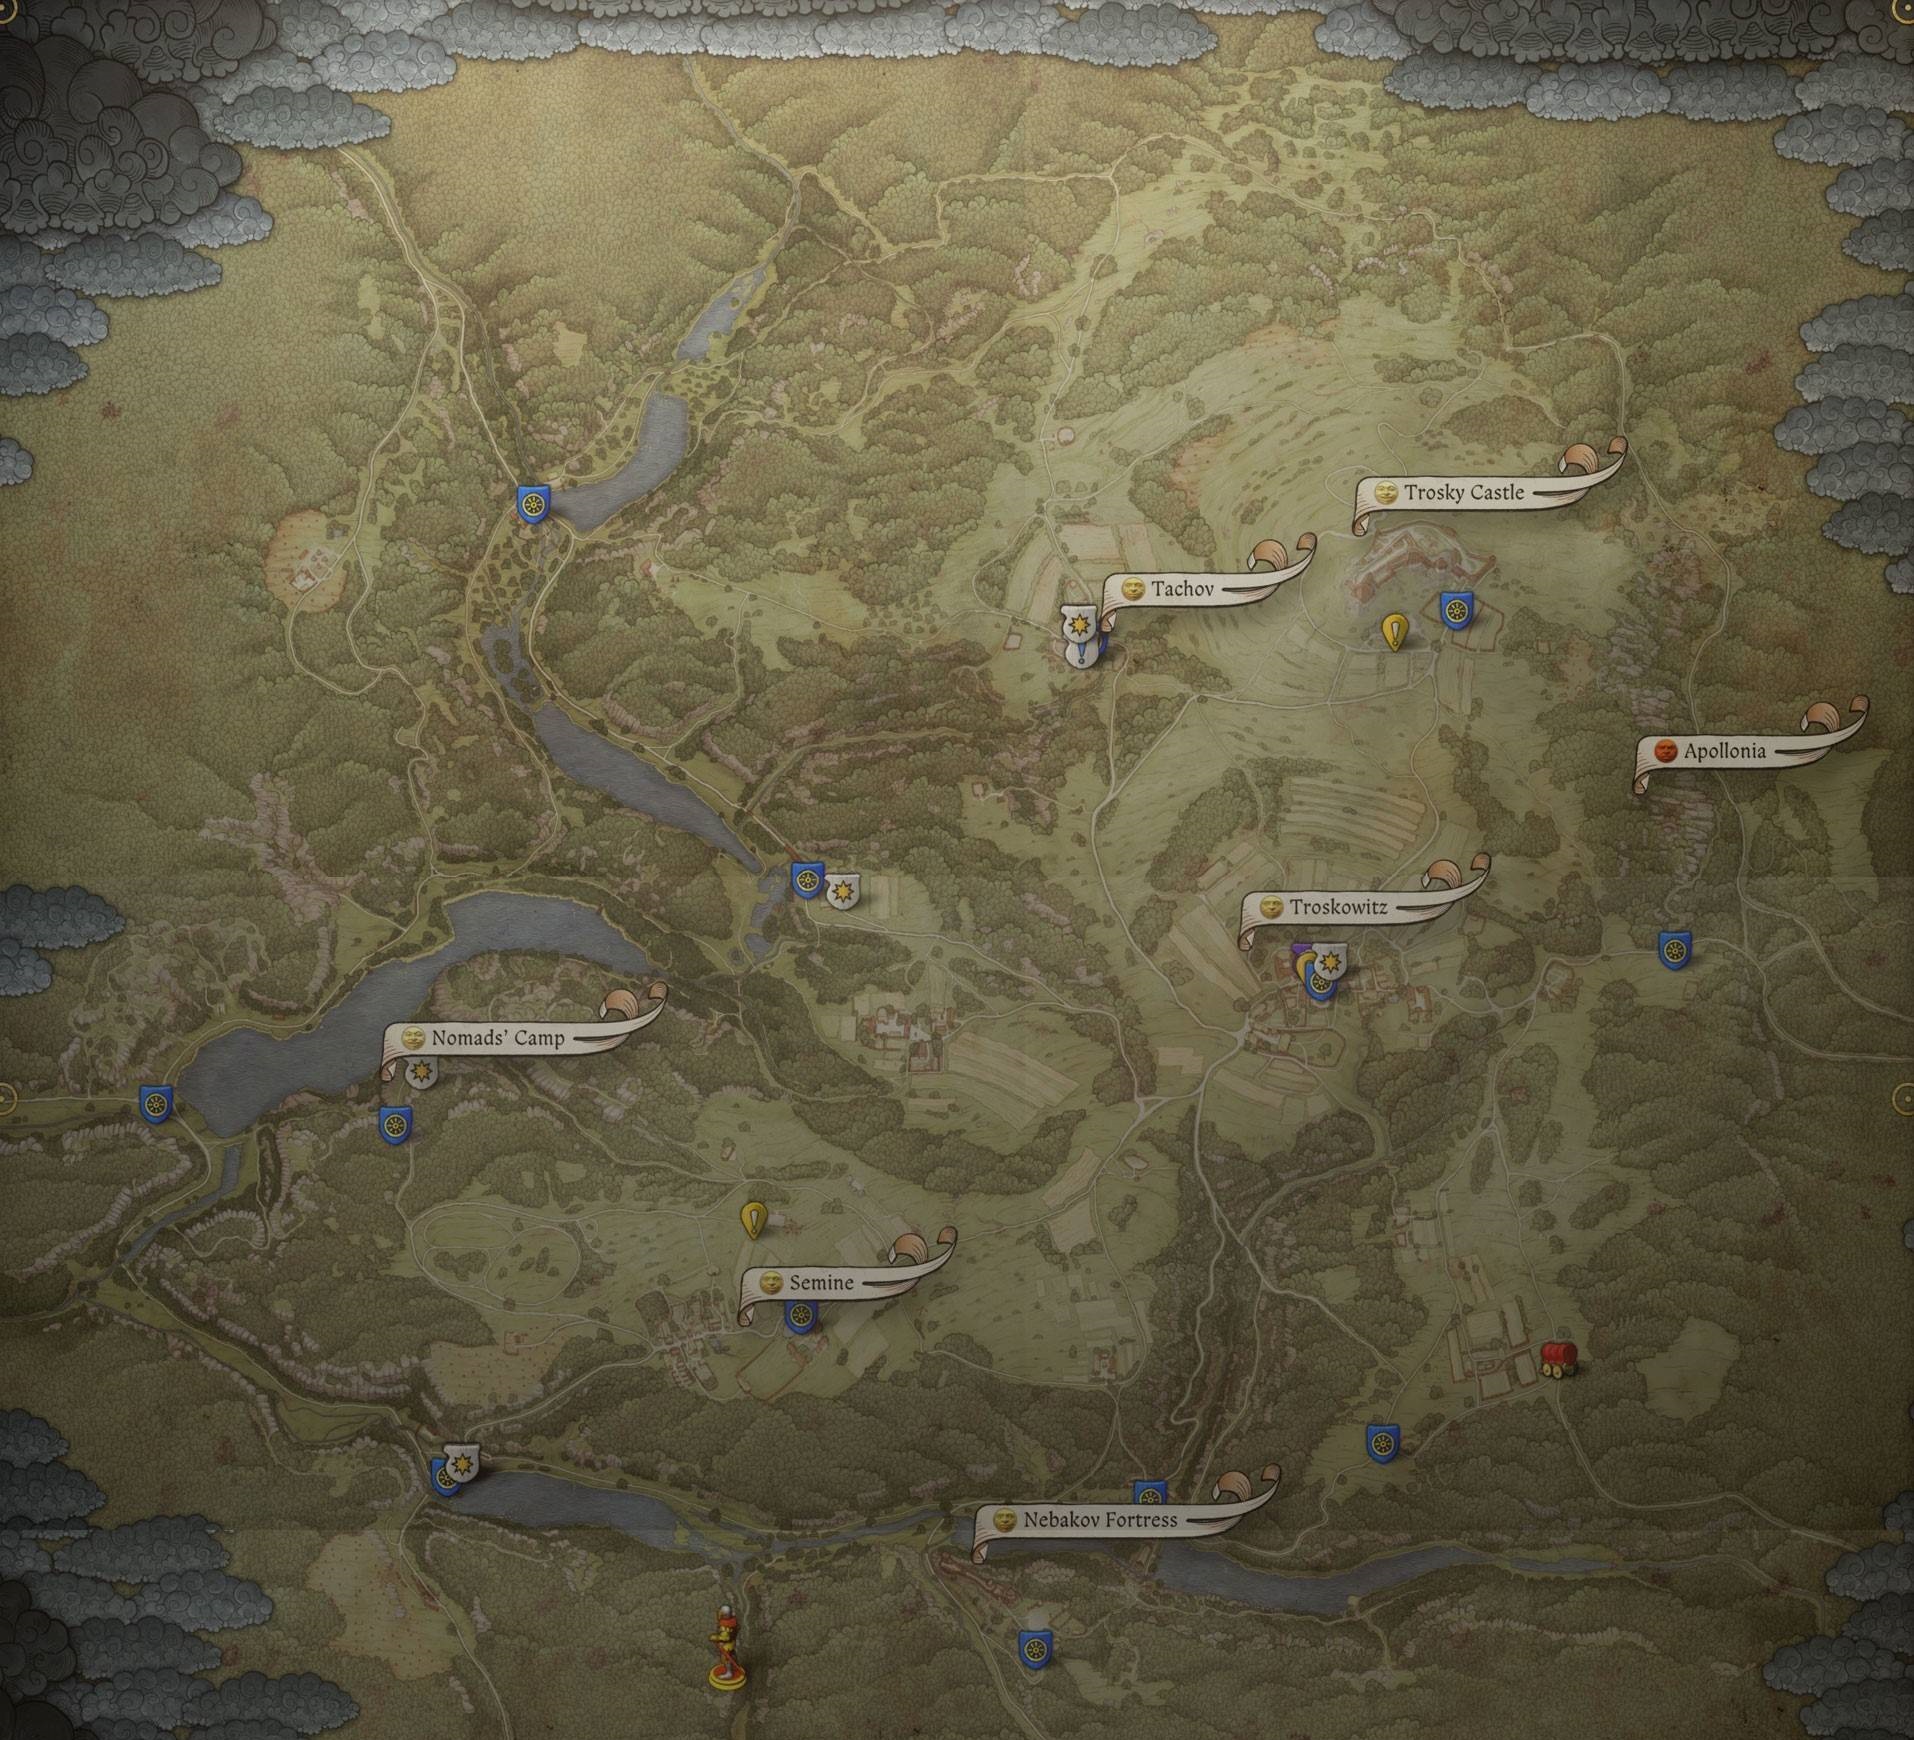 Trosky Castle
Tachov
Apollonia
Troskowitz
Nomads’ Camp
Semine
Nebakov Fortress